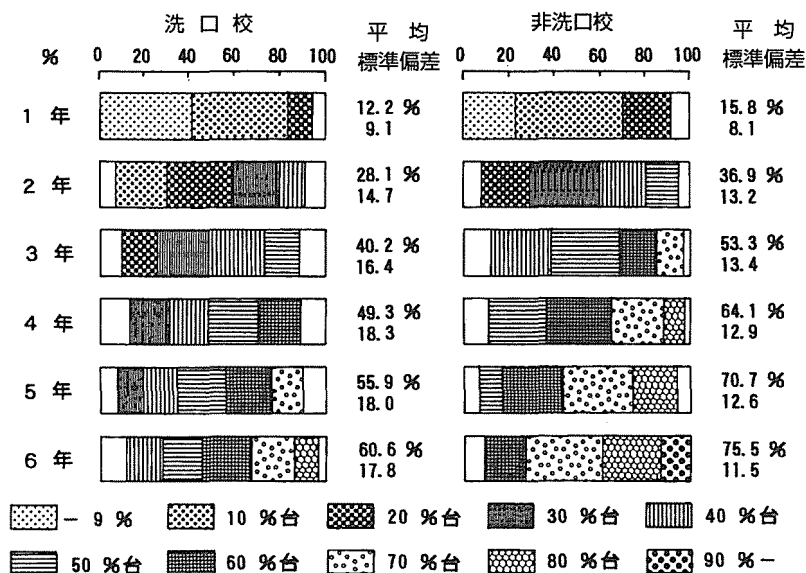 洗口校 平均 非洗口校 平均
% 0 20 40 60 80 100 標準偏差 0 20 40 60 80 100 標準偏差
1年 12.2 % 15.8 %
9.1 8.1
2年 28.1 % 36.9 %
14.7 13.2
3年 40.2 % 53.3 %
16.4 13.4
4年 49.3 % 64.1 %
18.3 12.9
5年 55.9 % 70.7 %
18.0 12.6
6年 60.6 % 75.5 %
17.8 11.5
- 9 % 10 %台 20 %台 30 %台 40 %台
50 %台 60 %台 70 %台 80 %台 90 %-